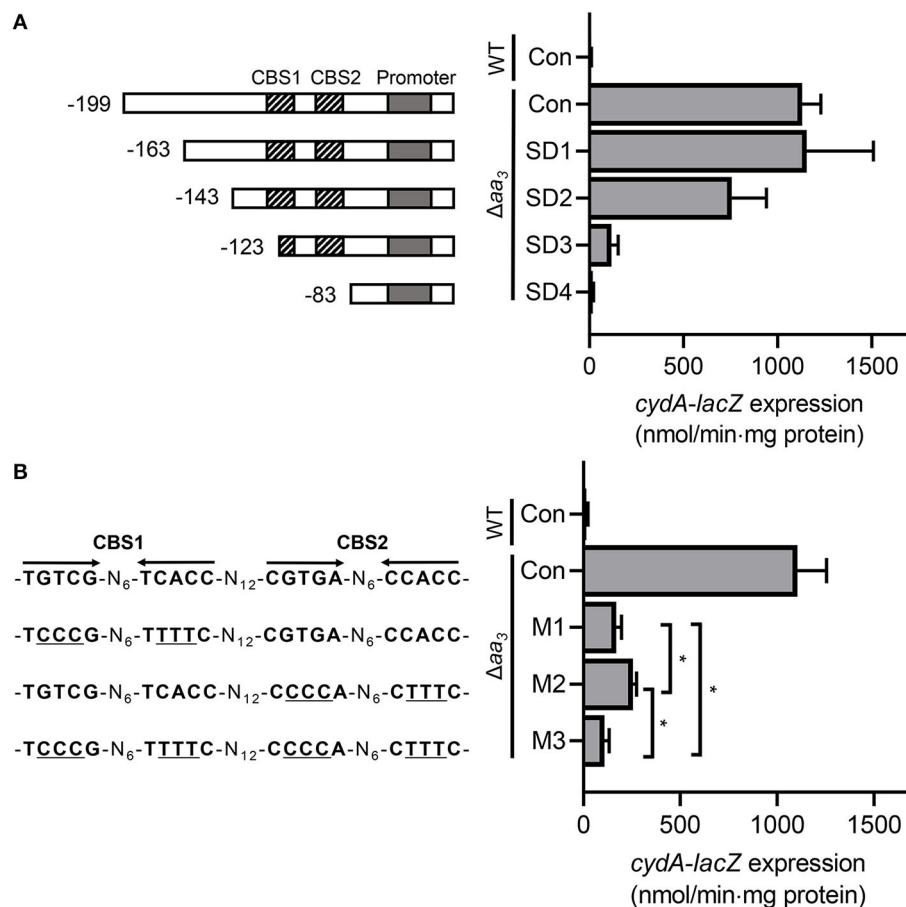 A
CBS1 CBS2 Promoter
-199
-163
-143
-123
-83
WT
Con
Δaa₃
Con
SD1
SD2
SD3
SD4
0 500 1000 1500
cydA-lacZ expression
(nmol/min·mg protein)
B
CBS1 CBS2
-TGTCG-N₆-TCACC-N₁₂-CGTGA-N₆-CCACC-
-TCCCG-N₆-TTTTC-N₁₂-CGTGA-N₆-CCACC-
-TGTCG-N₆-TCACC-N₁₂-CCCCA-N₆-CTTTC-
-TCCCG-N₆-TTTTC-N₁₂-CCCCA-N₆-CTTTC-
WT
Con
Δaa₃
Con
M1
M2
M3
*
*
*
0 500 1000 1500
cydA-lacZ expression
(nmol/min·mg protein)